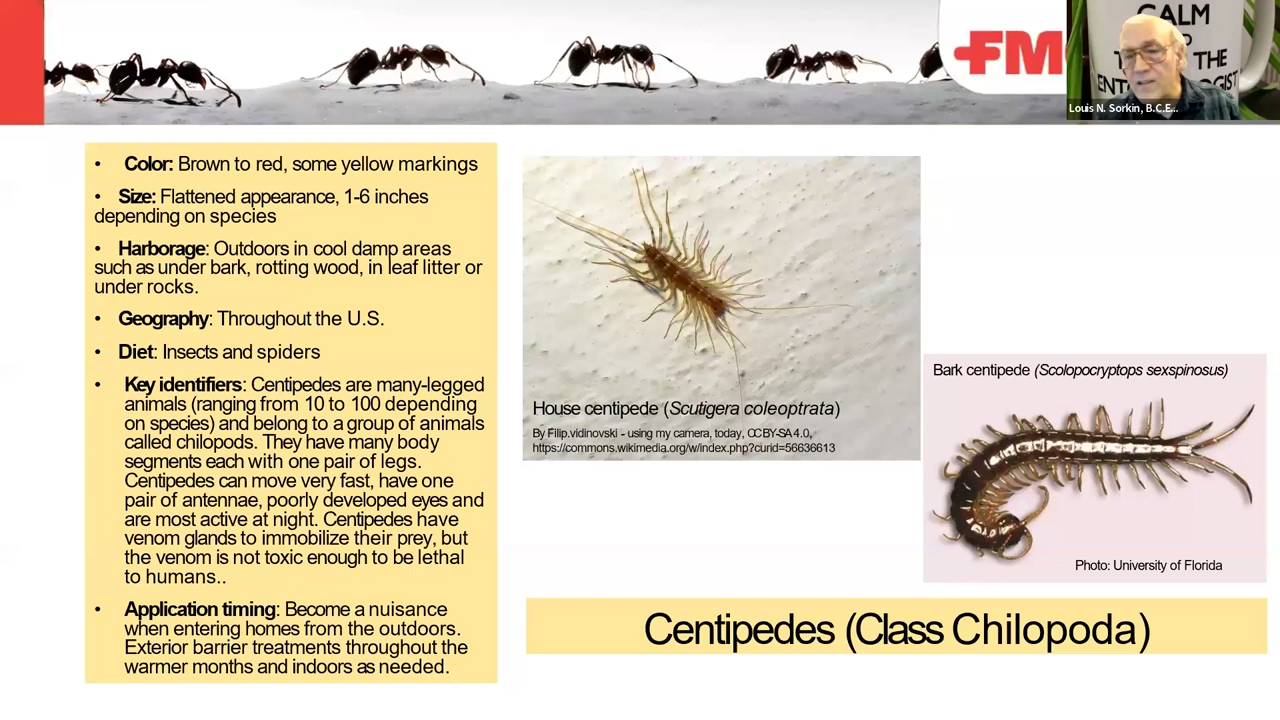 CALM
THE
FM
Louis N. Sorkin, B.C.E...
• Color: Brown to red, some yellow markings
• Size: Flattened appearance, 1-6 inches
depending on species
• Harborage: Outdoors in cool damp areas
such as under bark, rotting wood, in leaf litter or
under rocks.
• Geography: Throughout the U.S.
• Diet: Insects and spiders
• Key identifiers: Centipedes are many-legged
animals (ranging from 10 to 100 depending
on species) and belong to a group of animals
called chilopods. They have many body
segments each with one pair of legs.
Centipedes can move very fast, have one
pair of antennae, poorly developed eyes and
are most active at night. Centipedes have
venom glands to immobilize their prey, but
the venom is not toxic enough to be lethal
to humans..
• Application timing: Become a nuisance
when entering homes from the outdoors.
Exterior barrier treatments throughout the
warmer months and indoors as needed.
House centipede (Scutigera coleoptrata)
By Filip.vidinovski - using my camera, today, CC BY-SA 4.0,
https://commons.wikimedia.org/w/index.php?curid=56636613
Bark centipede (Scolopocryptops sexspinosus)
Photo: University of Florida
Centipedes (Class Chilopoda)